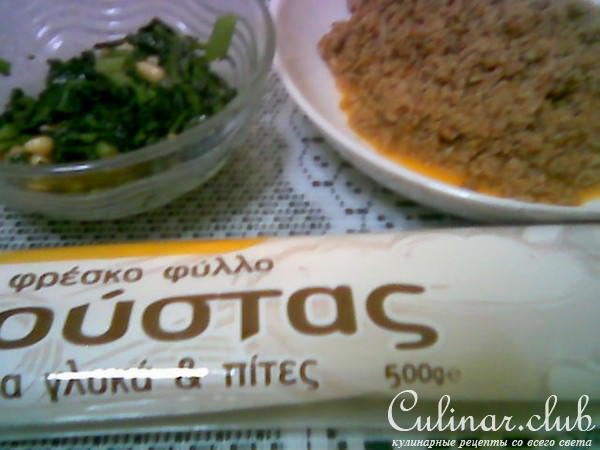 φρέσκο φύλλο
ούστας
α γλυκά & πίτες 500g℮
Culinar.club
кулинарные рецепты со всего света